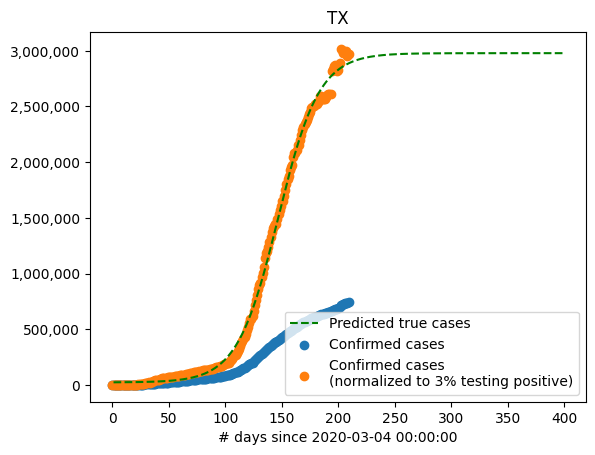 TX
3,000,000
2,500,000
2,000,000
1,500,000
1,000,000
500,000
0
Predicted true cases
Confirmed cases
Confirmed cases
(normalized to 3% testing positive)
0 50 100 150 200 250 300 350 400
# days since 2020-03-04 00:00:00